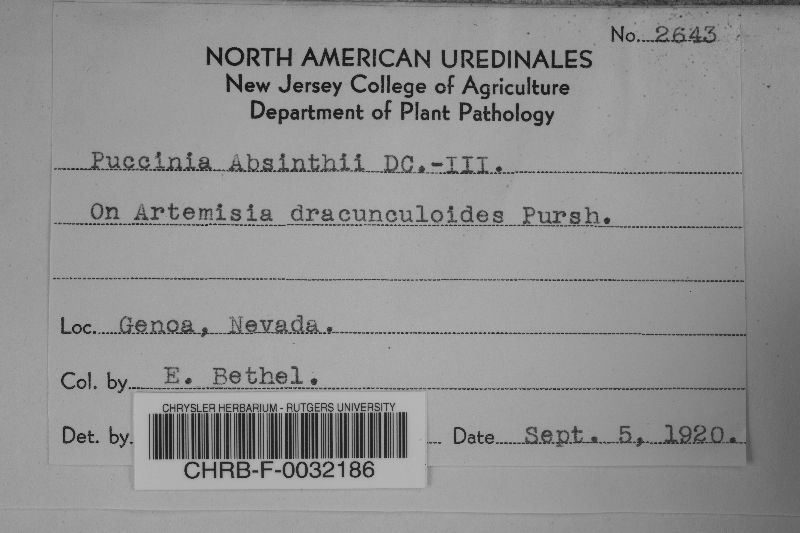 No. 2643
NORTH AMERICAN UREDINALES
New Jersey College of Agriculture
Department of Plant Pathology
Puccinia Absinthii DC.-III.
On Artemisia dracunculoides Pursh.
Loc. Genoa, Nevada.
Col. by E. Bethel.
Det. by
Date Sept. 5, 1920.
CHRYSLER HERBARIUM - RUTGERS UNIVERSITY
CHRB-F-0032186